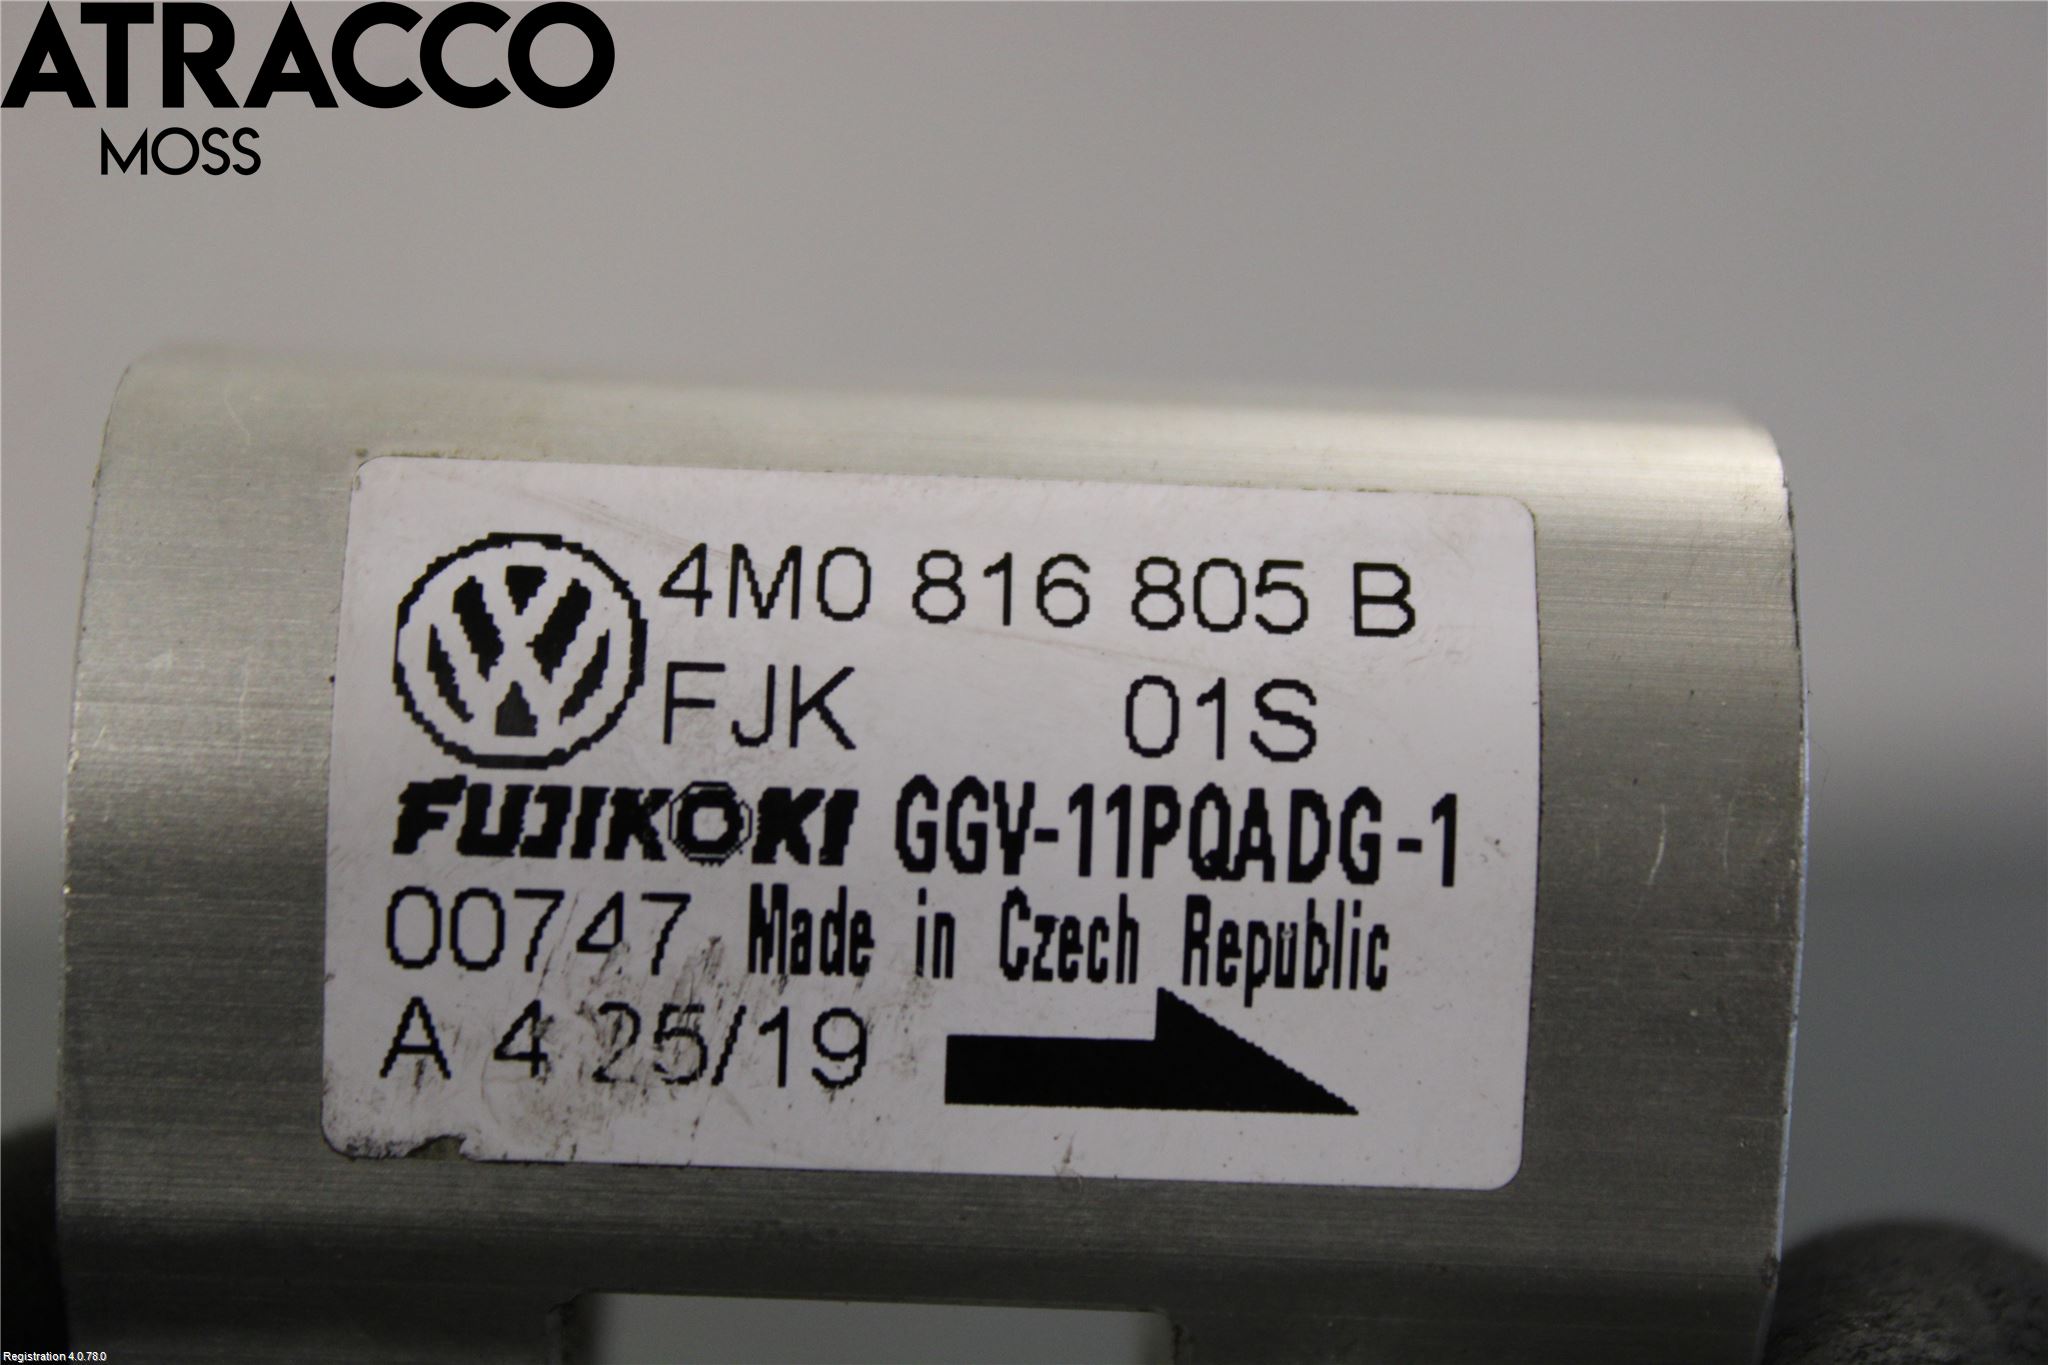 ATRACCO
MOSS
4M0 816 805 B
FJK 01S
FUJIKOKI GGV-11PQADG-1
00747 Made in Czech Republic
A 4 25/19
Registration 4.0.78.0